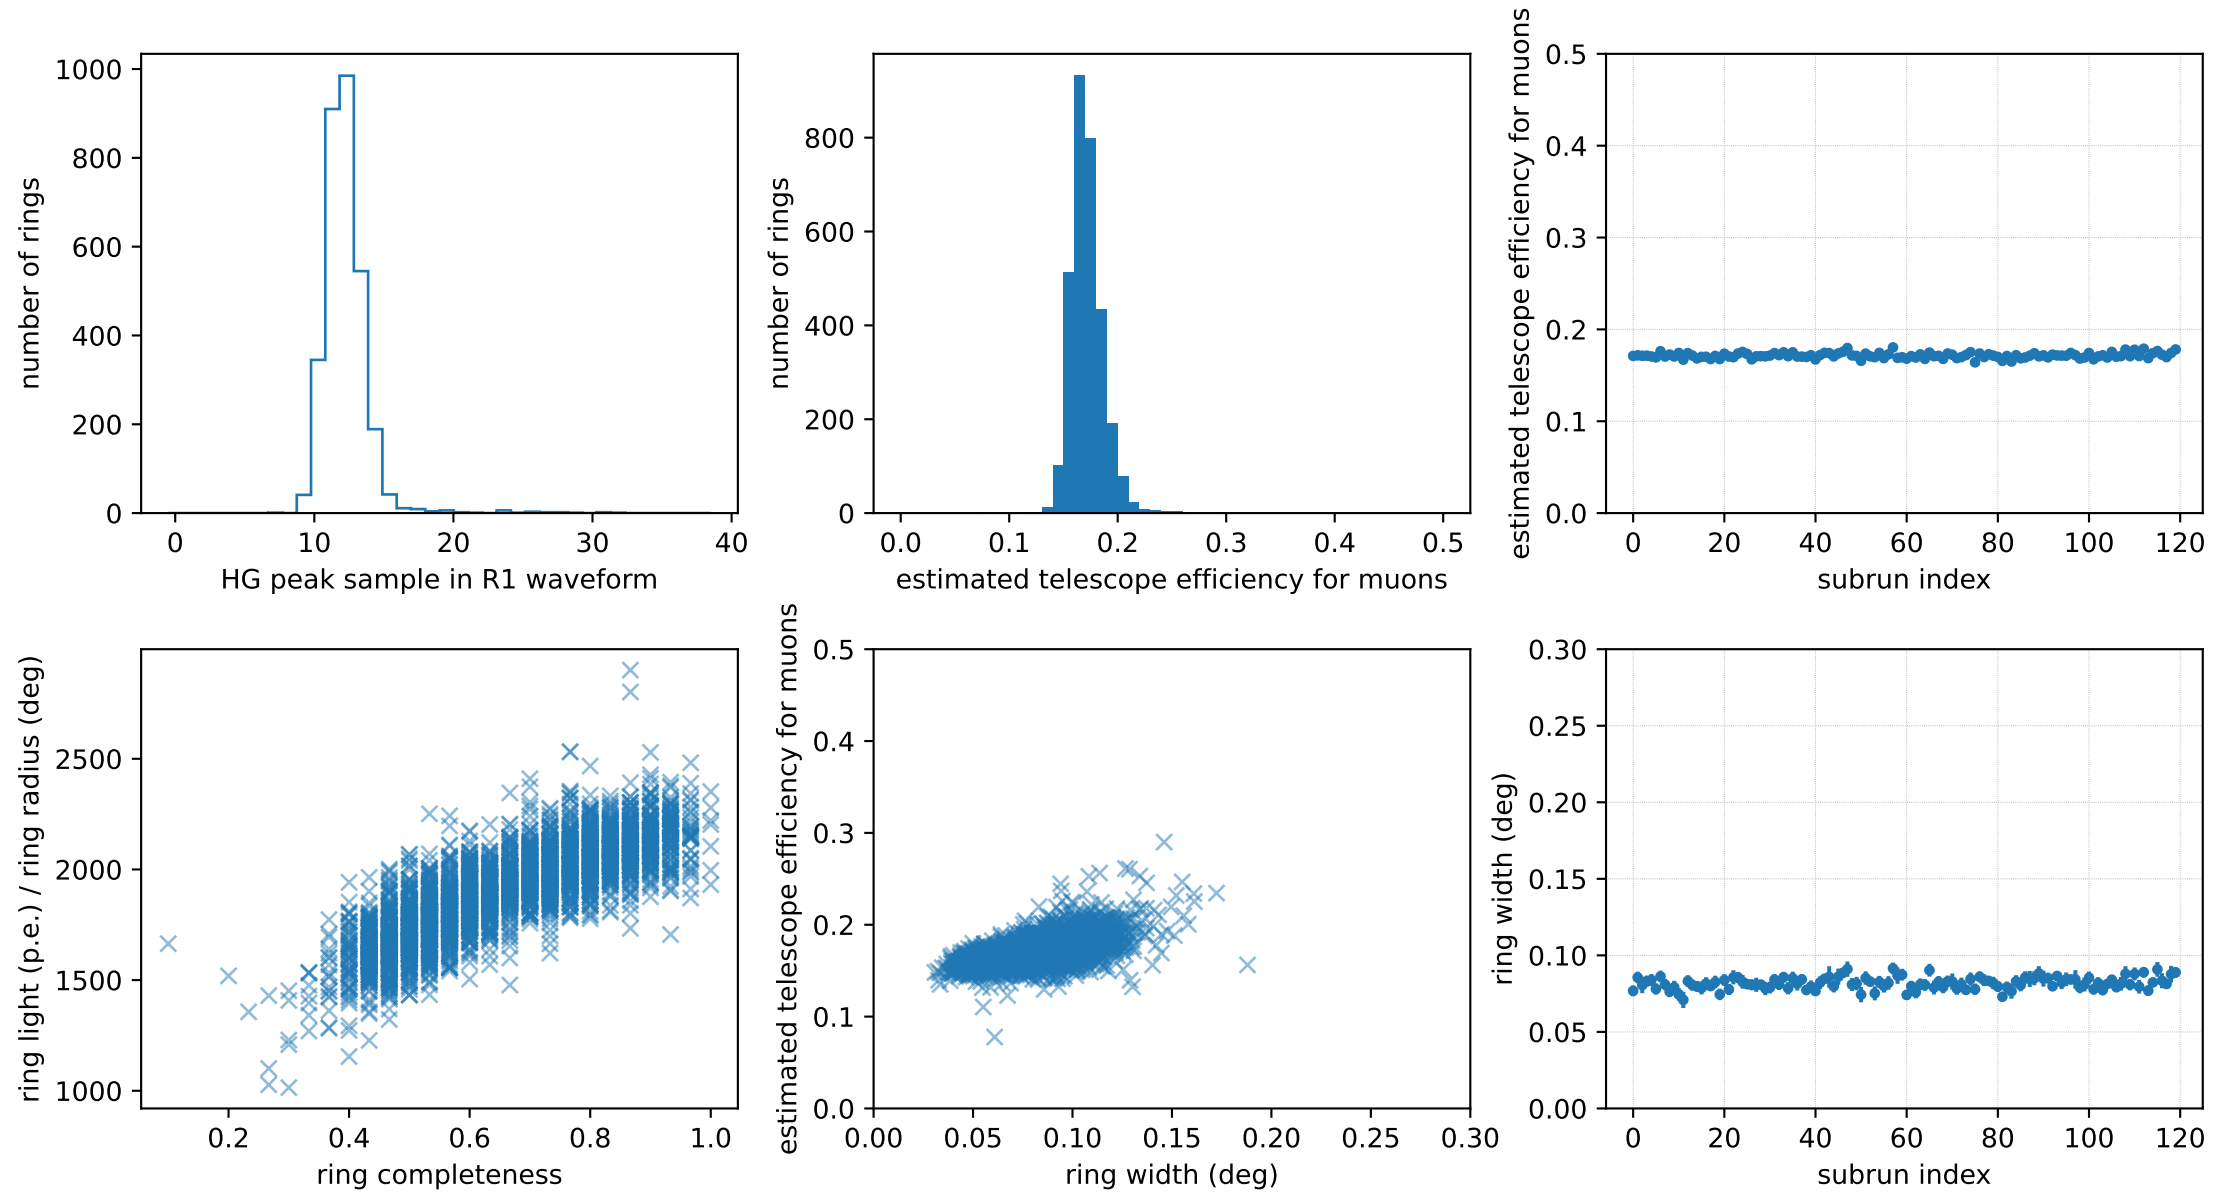 1000
800
600
400
200
0
number of rings
0 10 20 30 40
HG peak sample in R1 waveform
800
600
400
200
0
number of rings
0.0 0.1 0.2 0.3 0.4 0.5
estimated telescope efficiency for muons
0.5
0.4
0.3
0.2
0.1
0.0
estimated telescope efficiency for muons
0 20 40 60 80 100 120
subrun index
2500
2000
1500
1000
ring light (p.e.) / ring radius (deg)
0.2 0.4 0.6 0.8 1.0
ring completeness
0.5
0.4
0.3
0.2
0.1
0.0
estimated telescope efficiency for muons
0.00 0.05 0.10 0.15 0.20 0.25 0.30
ring width (deg)
0.30
0.25
0.20
0.15
0.10
0.05
0.00
ring width (deg)
0 20 40 60 80 100 120
subrun index